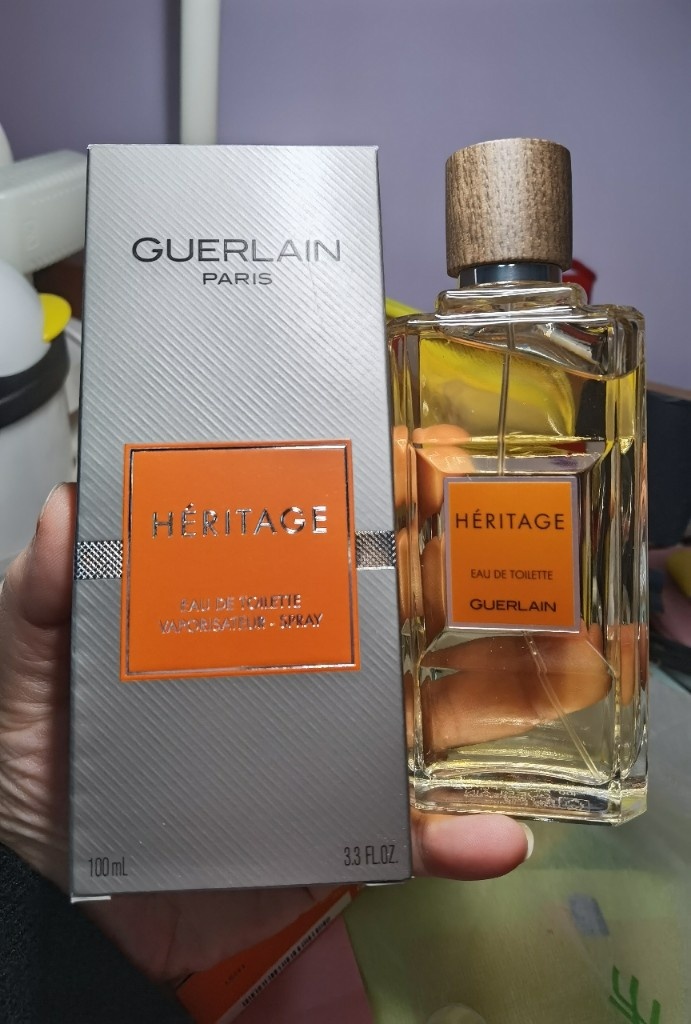 GUERLAIN
PARIS
HÉRITAGE
EAU DE TOILETTE
VAPORISATEUR - SPRAY
100 mL
3.3 FL.OZ.
HÉRITAGE
EAU DE TOILETTE
GUERLAIN